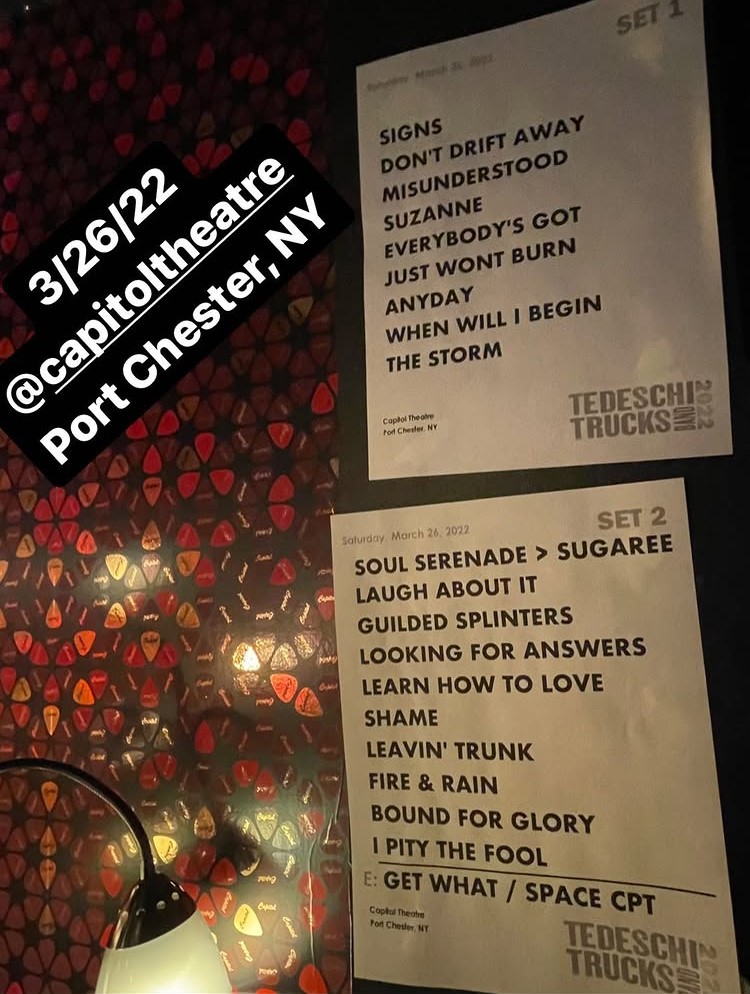 3/26/22
@capitoltheatre
Port Chester, NY
SET 1
Saturday, March 26, 2022
SIGNS
DON'T DRIFT AWAY
MISUNDERSTOOD
SUZANNE
EVERYBODY'S GOT
JUST WONT BURN
ANYDAY
WHEN WILL I BEGIN
THE STORM
Capitol Theatre
Port Chester, NY
TEDESCHI
TRUCKS BAND 2022
SET 2
Saturday, March 26, 2022
SOUL SERENADE > SUGAREE
LAUGH ABOUT IT
GUILDED SPLINTERS
LOOKING FOR ANSWERS
LEARN HOW TO LOVE
SHAME
LEAVIN' TRUNK
FIRE & RAIN
BOUND FOR GLORY
I PITY THE FOOL
E: GET WHAT / SPACE CPT
Capitol Theatre
Port Chester, NY
TEDESCHI
TRUCKS BAND 202